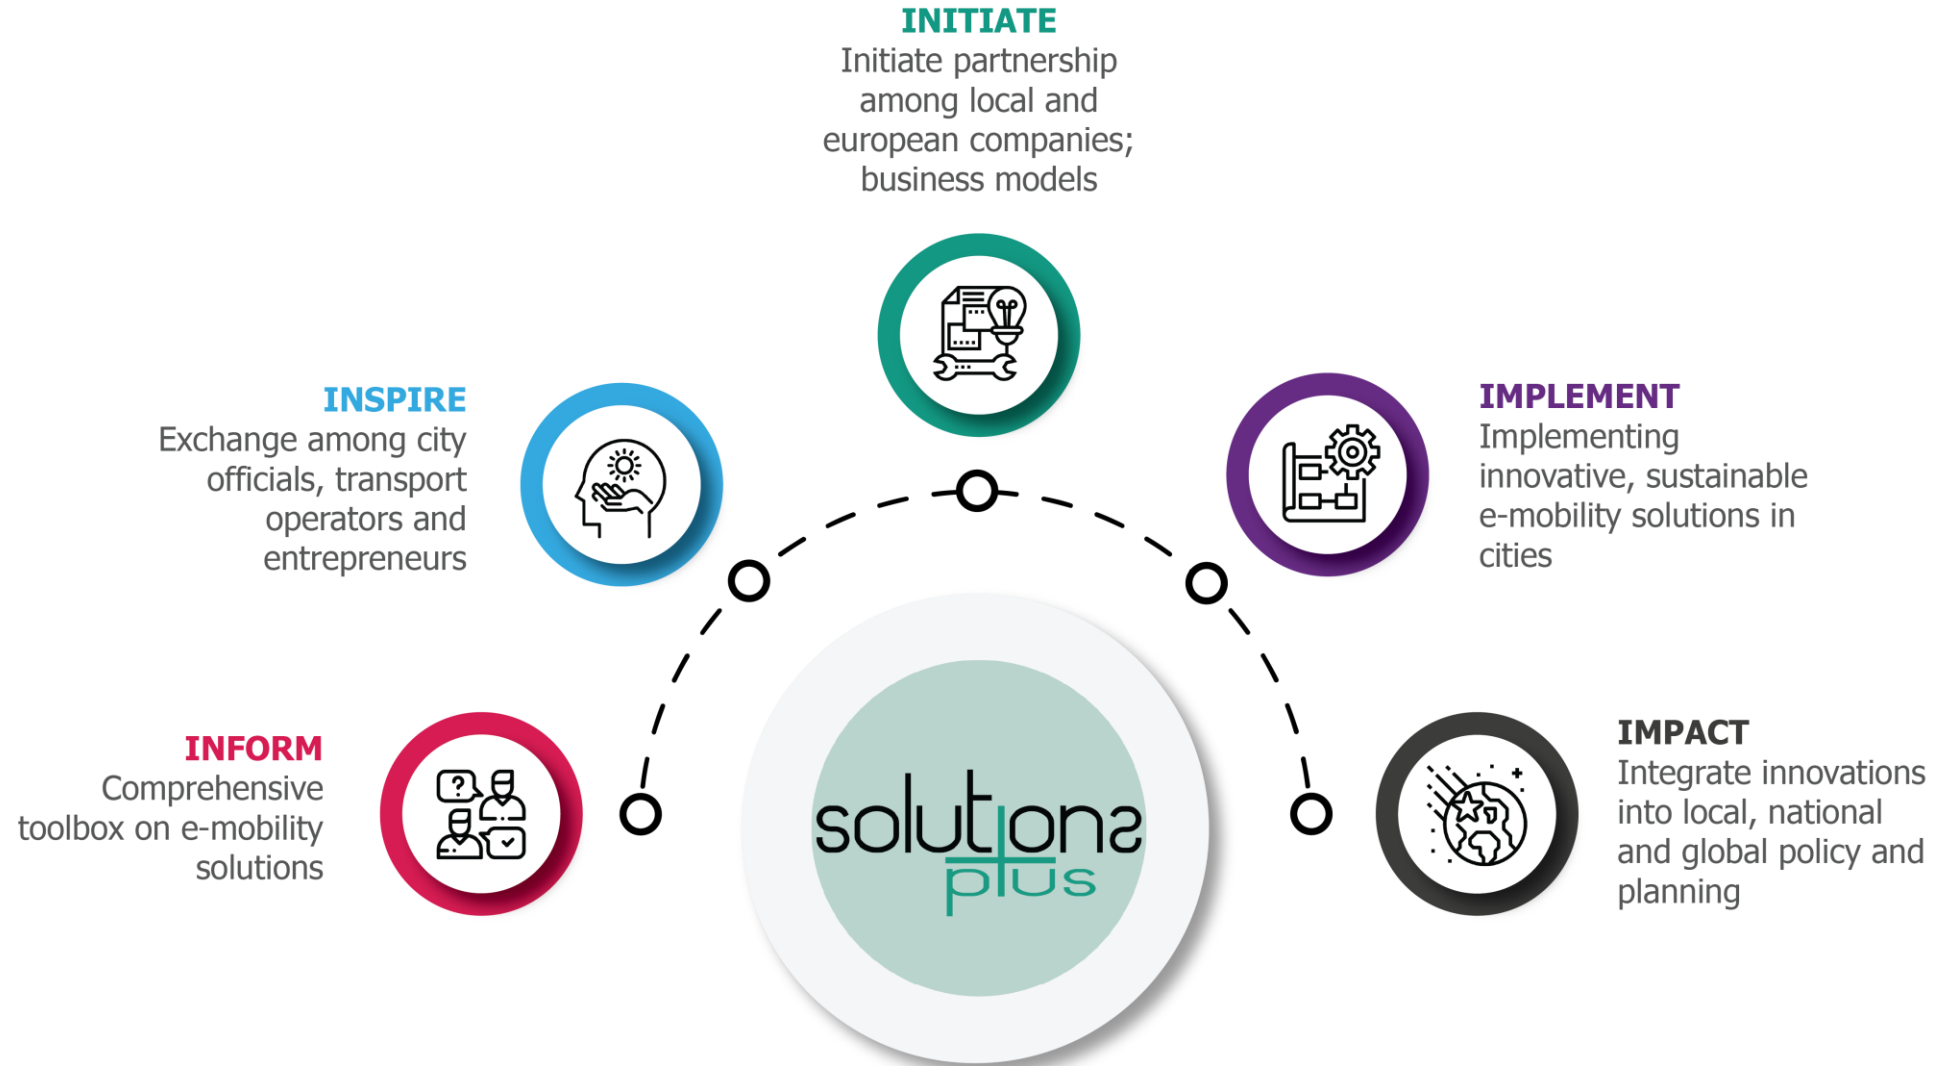 INITIATE
Initiate partnership
among local and
european companies;
business models
INSPIRE
Exchange among city
officials, transport
operators and
entrepreneurs
IMPLEMENT
Implementing
innovative, sustainable
e-mobility solutions in
cities
INFORM
Comprehensive
toolbox on e-mobility
solutions
IMPACT
Integrate innovations
into local, national
and global policy and
planning
solutions
plus